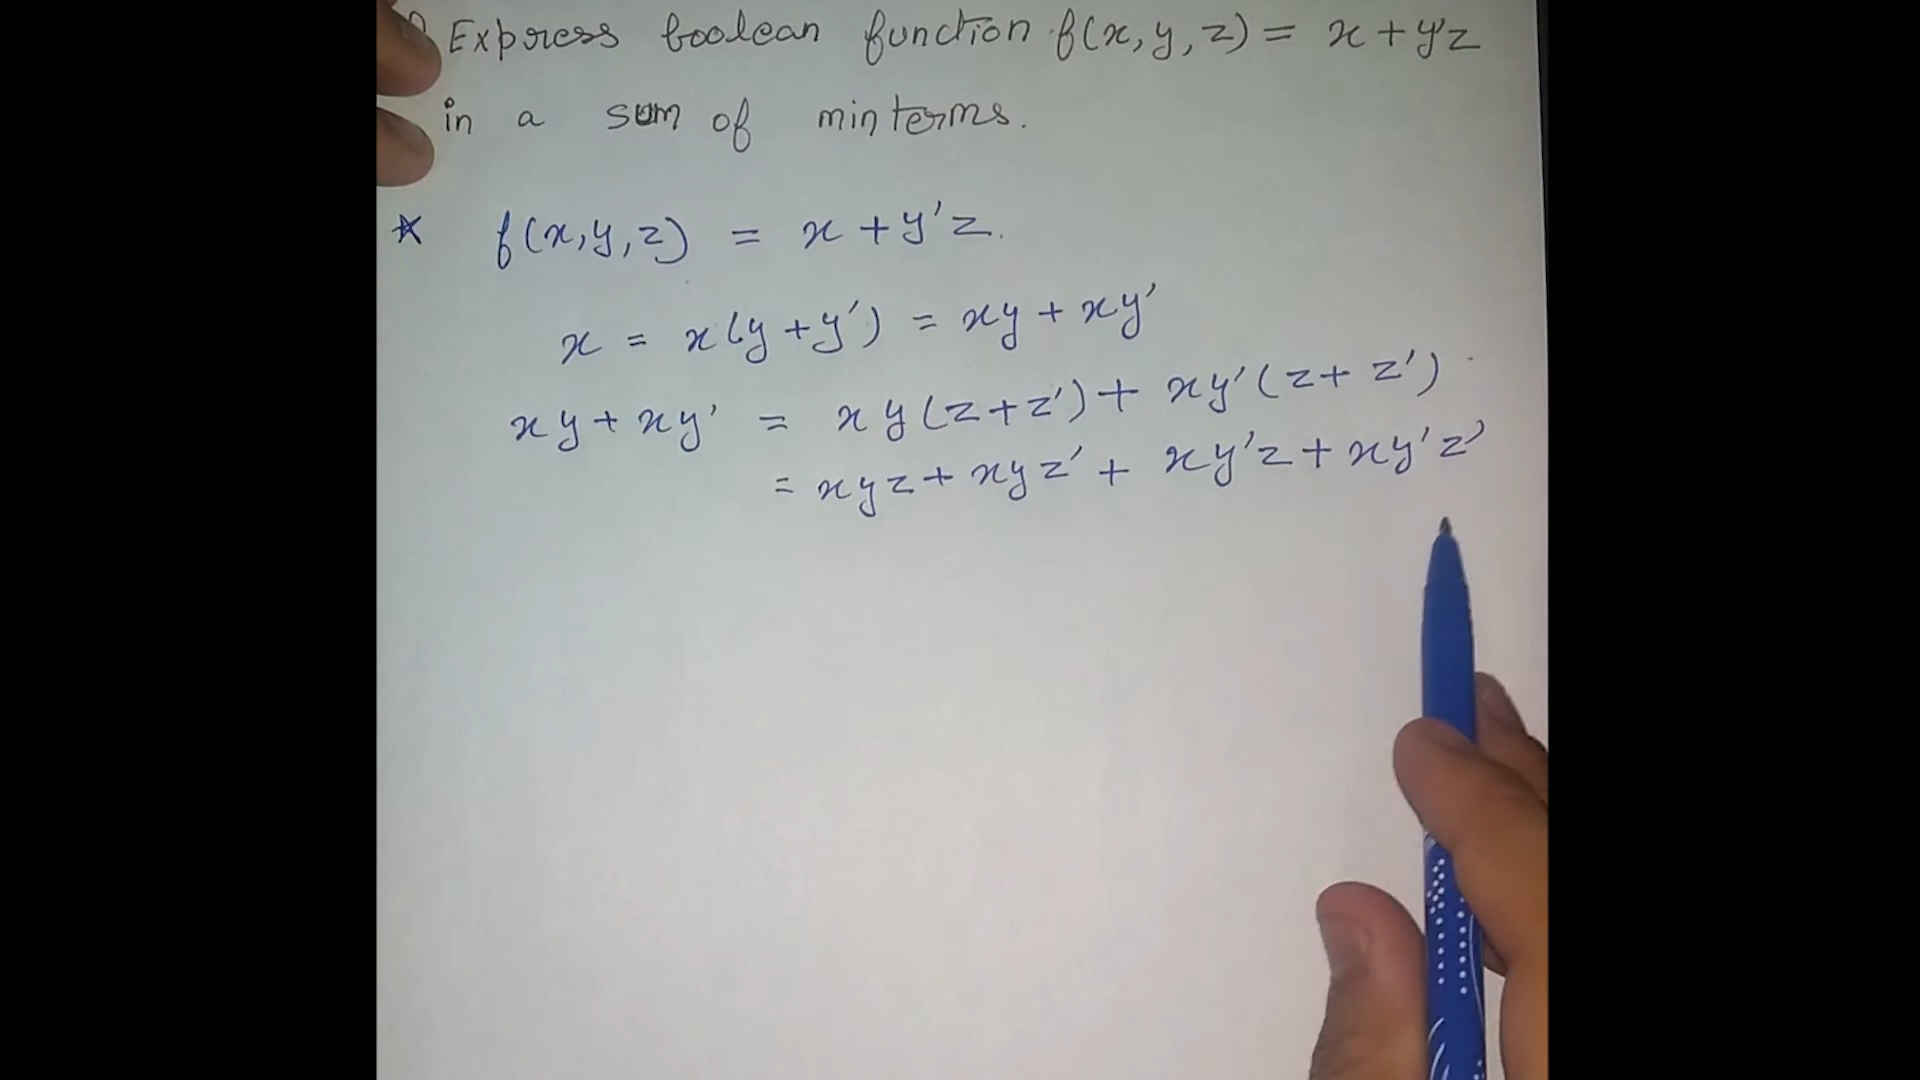 Express boolean function f(x,y,z) = x+y'z
in a sum of minterms.
* f(x,y,z) = x+y'z.
x = x(y+y') = xy+xy'
xy+xy' = xy(z+z')+xy'(z+z')
= xyz+xyz'+xy'z+xy'z'